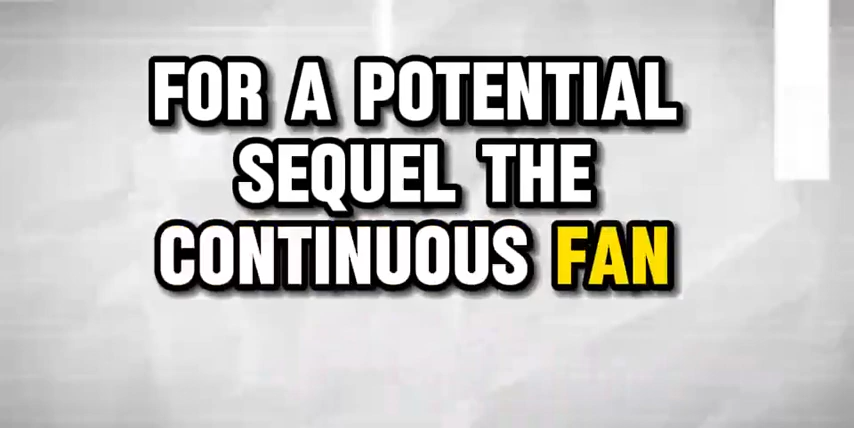 FOR A POTENTIAL
SEQUEL THE
CONTINUOUS FAN